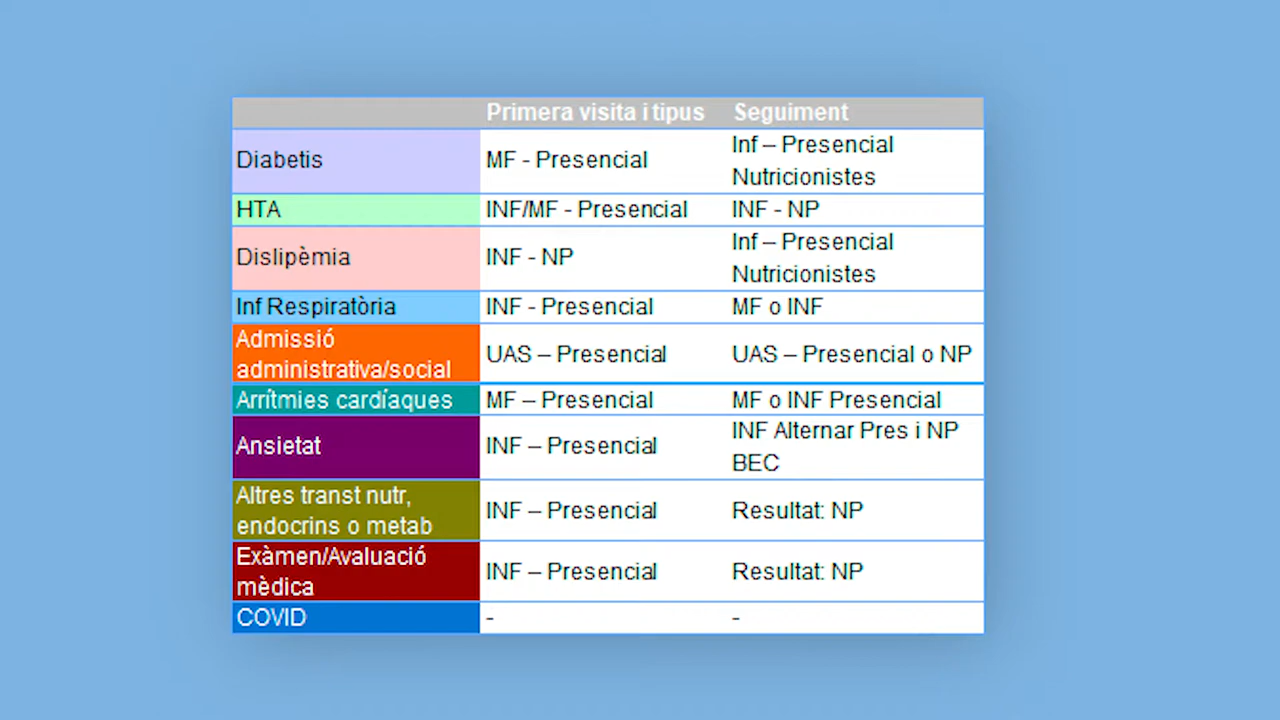 Primera visita i tipus Seguiment
Diabetis MF - Presencial Inf – Presencial
Nutricionistes
HTA INF/MF - Presencial INF - NP
Dislipèmia INF - NP Inf – Presencial
Nutricionistes
Inf Respiratòria INF - Presencial MF o INF
Admissió
administrativa/social UAS – Presencial UAS – Presencial o NP
Arrítmies cardíaques MF – Presencial MF o INF Presencial
Ansietat INF – Presencial INF Alternar Pres i NP
BEC
Altres transt nutr,
endocrins o metab INF – Presencial Resultat: NP
Exàmen/Avaluació
mèdica INF – Presencial Resultat: NP
COVID - -